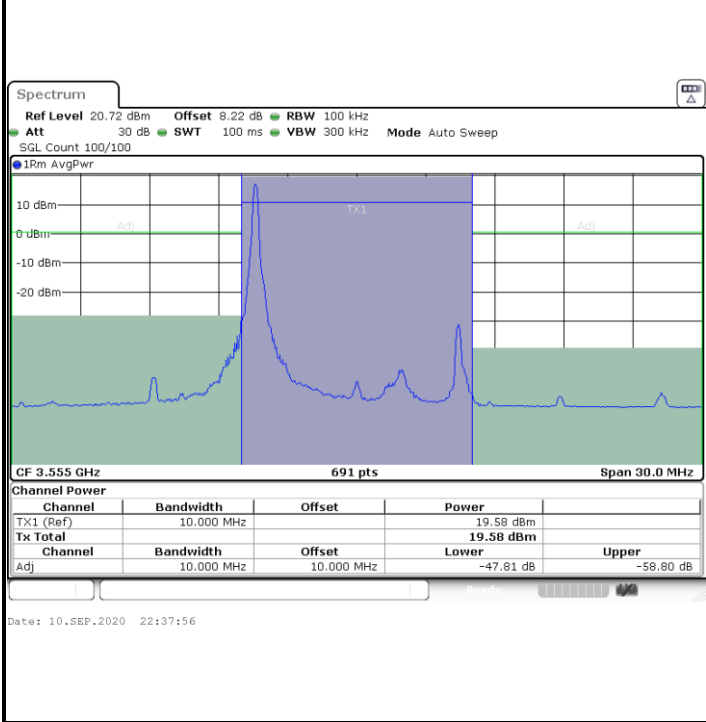 Spectrum
Ref Level 20.72 dBm Offset 8.22 dB RBW 100 kHz
Att 30 dB SWT 100 ms VBW 300 kHz Mode Auto Sweep
SGL Count 100/100
1Rm AvgPwr
10 dBm
TX1
Adj
Adj
0 dBm
-10 dBm
-20 dBm
CF 3.555 GHz 691 pts Span 30.0 MHz
Channel Power
Channel Bandwidth Offset Power
TX1 (Ref) 10.000 MHz 19.58 dBm
Tx Total 19.58 dBm
Channel Bandwidth Offset Lower Upper
Adj 10.000 MHz 10.000 MHz -47.81 dB -58.80 dB
Ready
Date: 10.SEP.2020 22:37:56